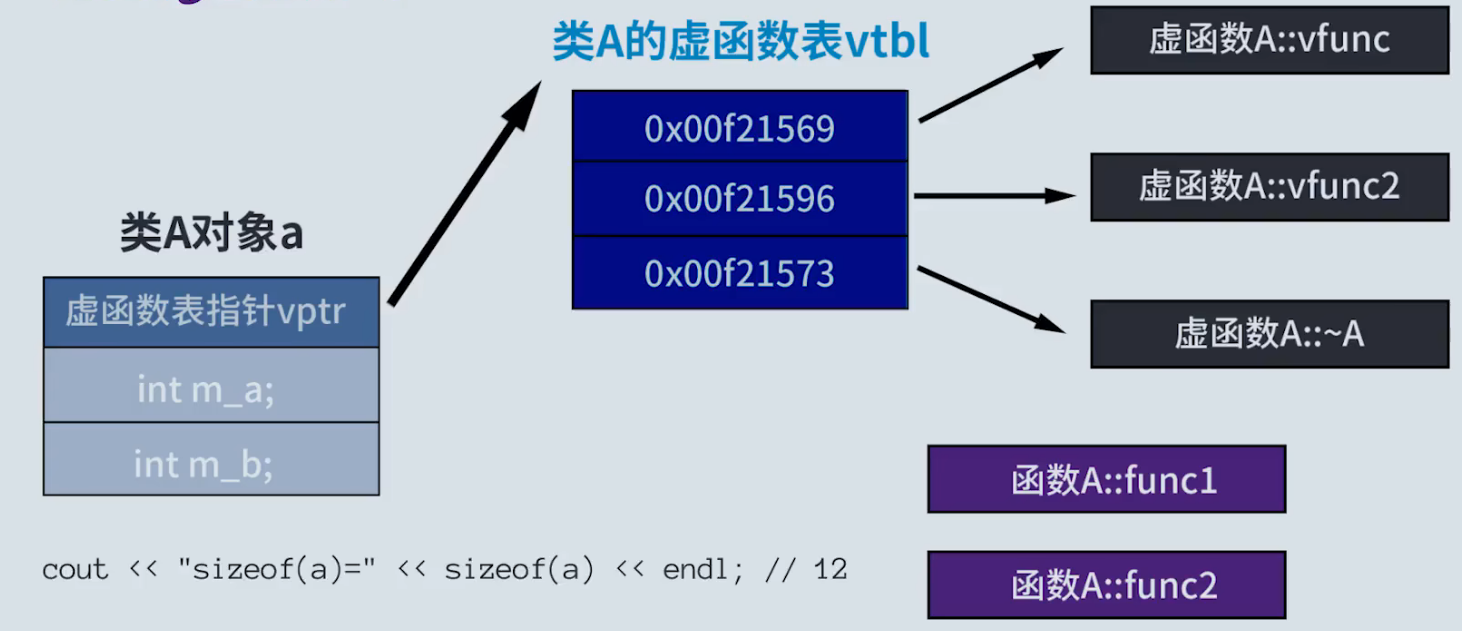 类A的虚函数表vtbl
0x00f21569
0x00f21596
0x00f21573
虚函数A::vfunc
虚函数A::vfunc2
虚函数A::~A
类A对象a
虚函数表指针vptr
int m_a;
int m_b;
函数A::func1
函数A::func2
cout << "sizeof(a)=" << sizeof(a) << endl; // 12